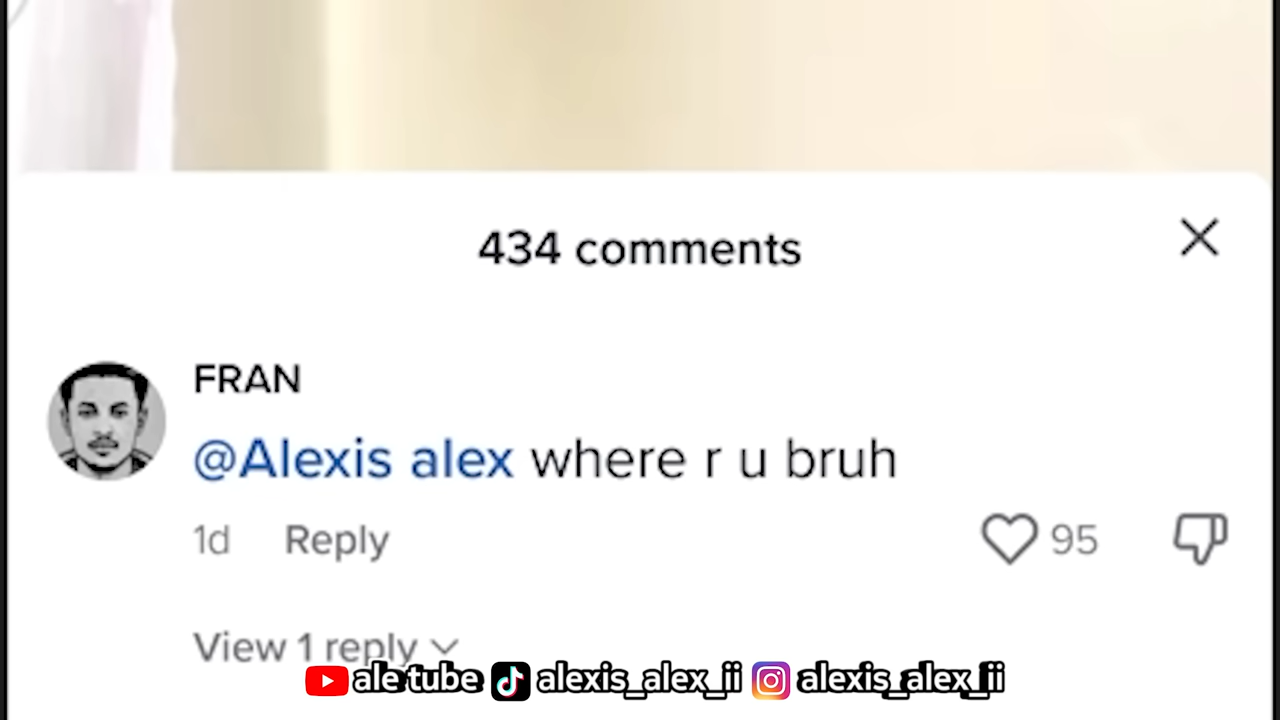 434 comments
FRAN
@Alexis alex where r u bruh
1d Reply 95
View 1 reply
ale tube alexis_alex_ii alexis_alex_ii